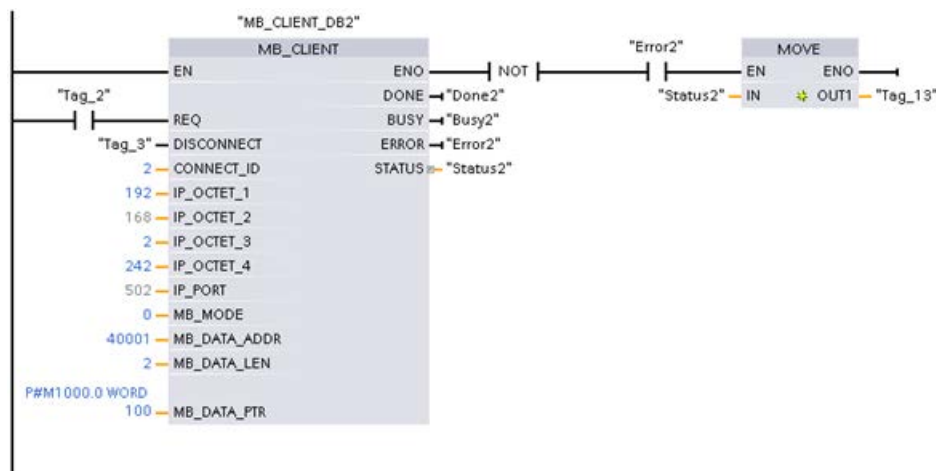 "MB_CLIENT_DB2"
MB_CLIENT "Error2" MOVE
EN ENO NOT EN ENO
"Tag_2" DONE "Done2" "Status2" IN OUT1 "Tag_13"
REQ BUSY "Busy2"
"Tag_3" DISCONNECT ERROR "Error2"
2 CONNECT_ID STATUS "Status2"
192 IP_OCTET_1
168 IP_OCTET_2
2 IP_OCTET_3
242 IP_OCTET_4
502 IP_PORT
0 MB_MODE
40001 MB_DATA_ADDR
2 MB_DATA_LEN
P#M1000.0 WORD
100 MB_DATA_PTR